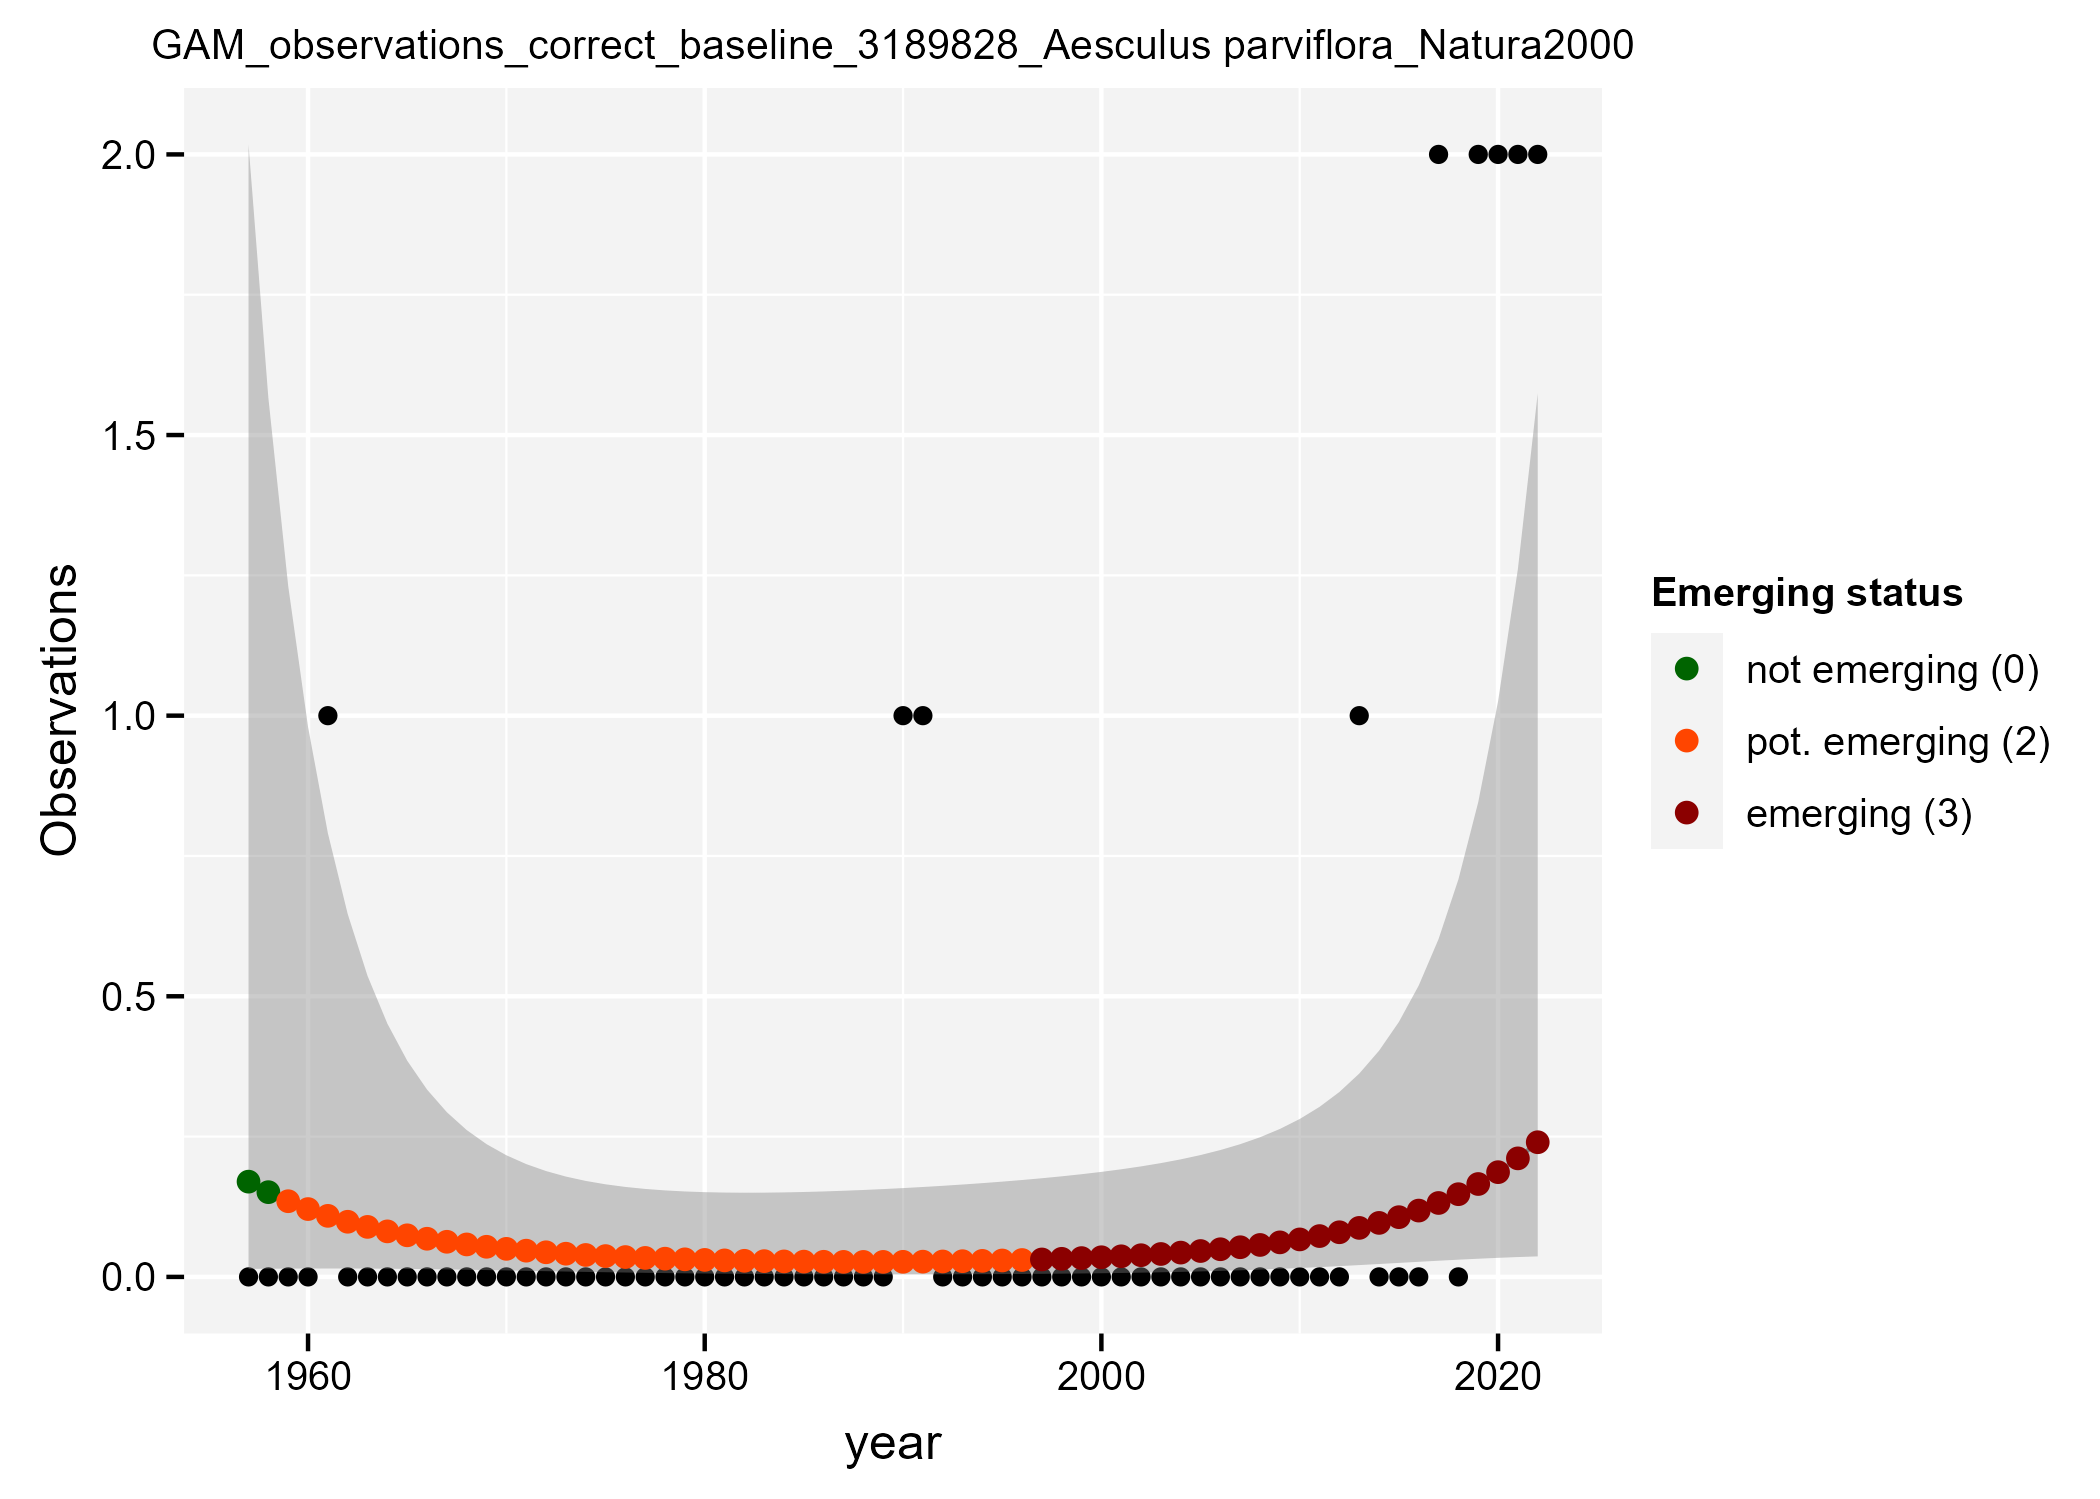 GAM_observations_correct_baseline_3189828_Aesculus parviflora_Natura2000
2.0
1.5
1.0
0.5
0.0
Observations
1960 1980 2000 2020
year
Emerging status
not emerging (0)
pot. emerging (2)
emerging (3)